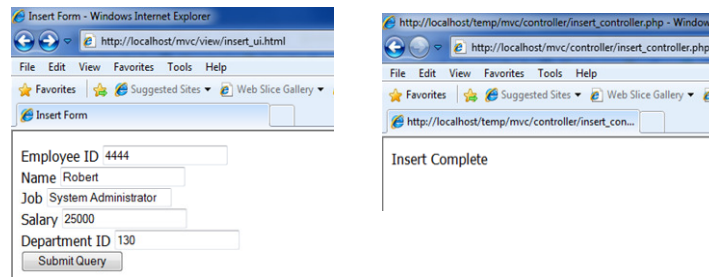 Insert Form - Windows Internet Explorer
http://localhost/mvc/view/insert_ui.html
File Edit View Favorites Tools Help
Favorites Suggested Sites Web Slice Gallery
Insert Form
Employee ID 4444
Name Robert
Job System Administrator
Salary 25000
Department ID 130
Submit Query
http://localhost/temp/mvc/controller/insert_controller.php - Window
http://localhost/mvc/controller/insert_controller.php
File Edit View Favorites Tools Help
Favorites Suggested Sites Web Slice Gallery
http://localhost/temp/mvc/controller/insert_con...
Insert Complete